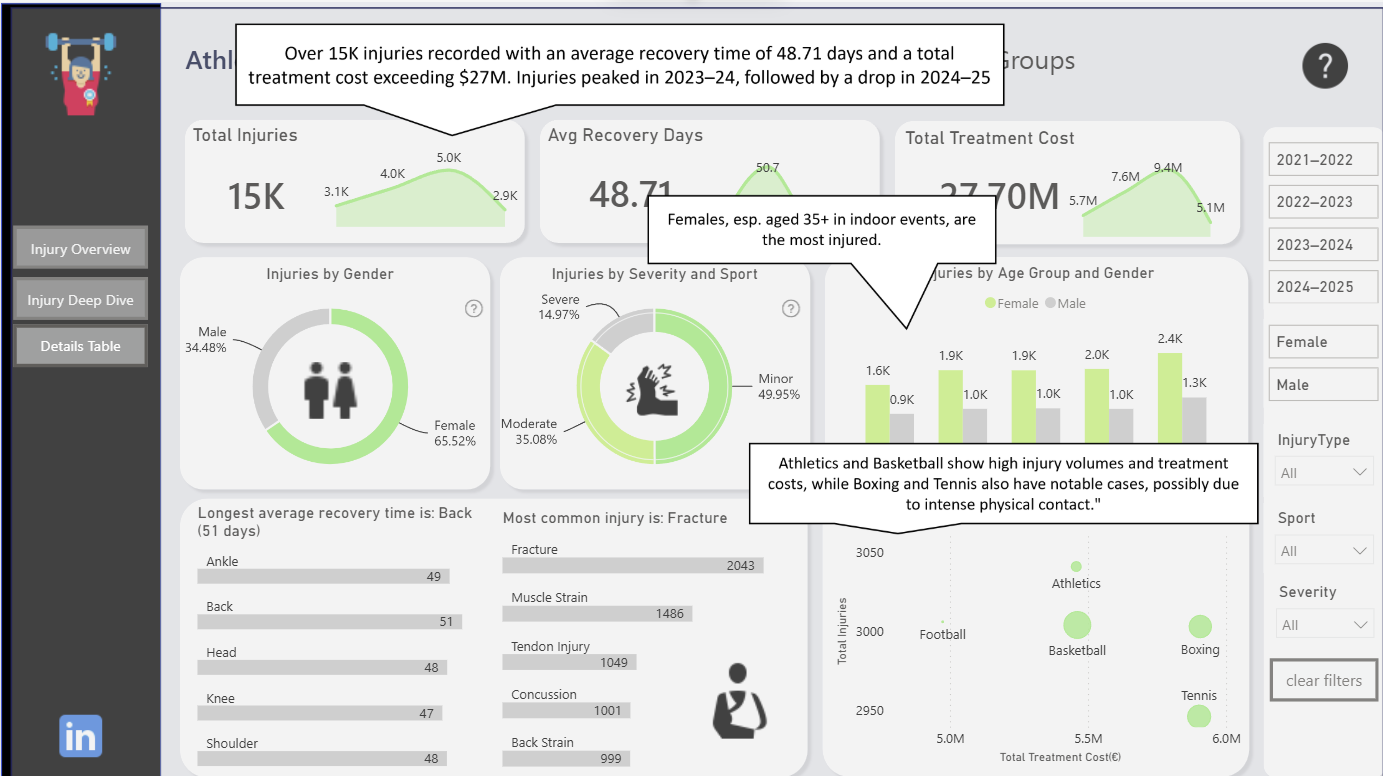 Over 15K injuries recorded with an average recovery time of 48.71 days and a total
treatment cost exceeding $27M. Injuries peaked in 2023–24, followed by a drop in 2024–25
Groups
?
Total Injuries
15K
3.1K
4.0K
5.0K
2.9K
Avg Recovery Days
48.71
50.7
Total Treatment Cost
27.70M
5.7M
7.6M
9.4M
5.1M
Females, esp. aged 35+ in indoor events, are
the most injured.
2021–2022
2022–2023
2023–2024
2024–2025
Female
Male
InjuryType
All
Sport
All
Severity
All
clear filters
Injury Overview
Injury Deep Dive
Details Table
in
Injuries by Gender
?
Male
34.48%
Female
65.52%
Injuries by Severity and Sport
?
Severe
14.97%
Minor
49.95%
Moderate
35.08%
Injuries by Age Group and Gender
Female
Male
1.6K
0.9K
1.9K
1.0K
1.9K
1.0K
2.0K
1.0K
2.4K
1.3K
Athletics and Basketball show high injury volumes and treatment
costs, while Boxing and Tennis also have notable cases, possibly due
to intense physical contact."
Longest average recovery time is: Back
(51 days)
Ankle
49
Back
51
Head
48
Knee
47
Shoulder
48
Most common injury is: Fracture
Fracture
2043
Muscle Strain
1486
Tendon Injury
1049
Concussion
1001
Back Strain
999
Total Injuries
3050
3000
2950
Athletics
Football
Basketball
Boxing
Tennis
5.0M
5.5M
6.0M
Total Treatment Cost(€)